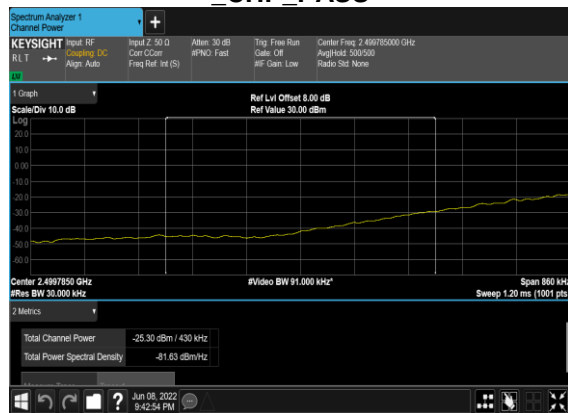 _CHP_PASS
Spectrum Analyzer 1
Channel Power
KEYSIGHT
RLT
LU
Input: RF
Coupling: DC
Align: Auto
Input Z: 50 Ω
Corr CCorr
Freq Ref: Int (S)
Atten: 30 dB
#PNO: Fast
Trig: Free Run
Gate: Off
#IF Gain: Low
Center Freq: 2.499785000 GHz
Avg|Hold: 500/500
Radio Std: None
1 Graph
Scale/Div 10.0 dB
Ref Lvl Offset 8.00 dB
Ref Value 30.00 dBm
Log
20.0
10.0
0.00
-10.0
-20.0
-30.0
-40.0
-50.0
-60.0
Center 2.4997850 GHz
#Res BW 30.000 kHz
#Video BW 91.000 kHz*
Span 860 kHz
Sweep 1.20 ms (1001 pts
2 Metrics
Total Channel Power -25.30 dBm / 430 kHz
Total Power Spectral Density -81.63 dBm/Hz
?
Jun 08, 2022
9:42:54 PM